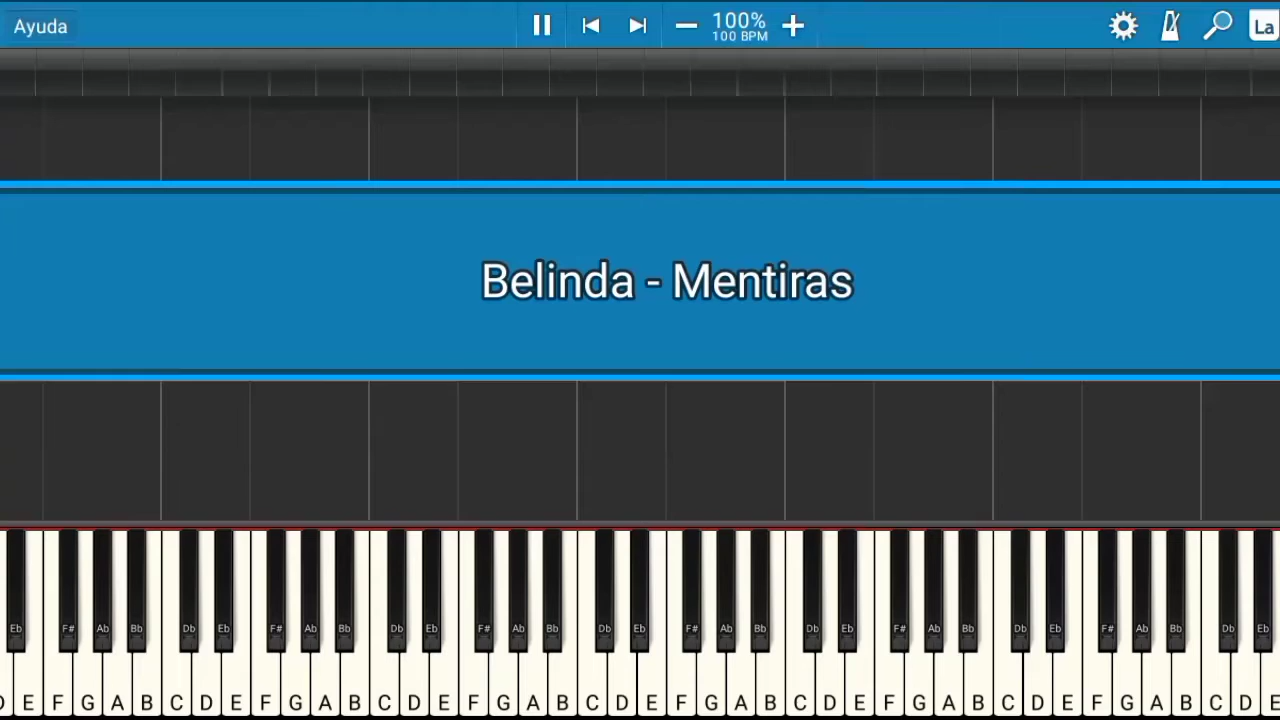 Ayuda
100%
100 BPM
La
Belinda - Mentiras
Eb F# Ab Bb Db Eb F# Ab Bb Db Eb F# Ab Bb Db Eb F# Ab Bb Db Eb F# Ab Bb Db Eb F# Ab Bb Db Eb
D E F G A B C D E F G A B C D E F G A B C D E F G A B C D E F G A B C D E F G A B C D E